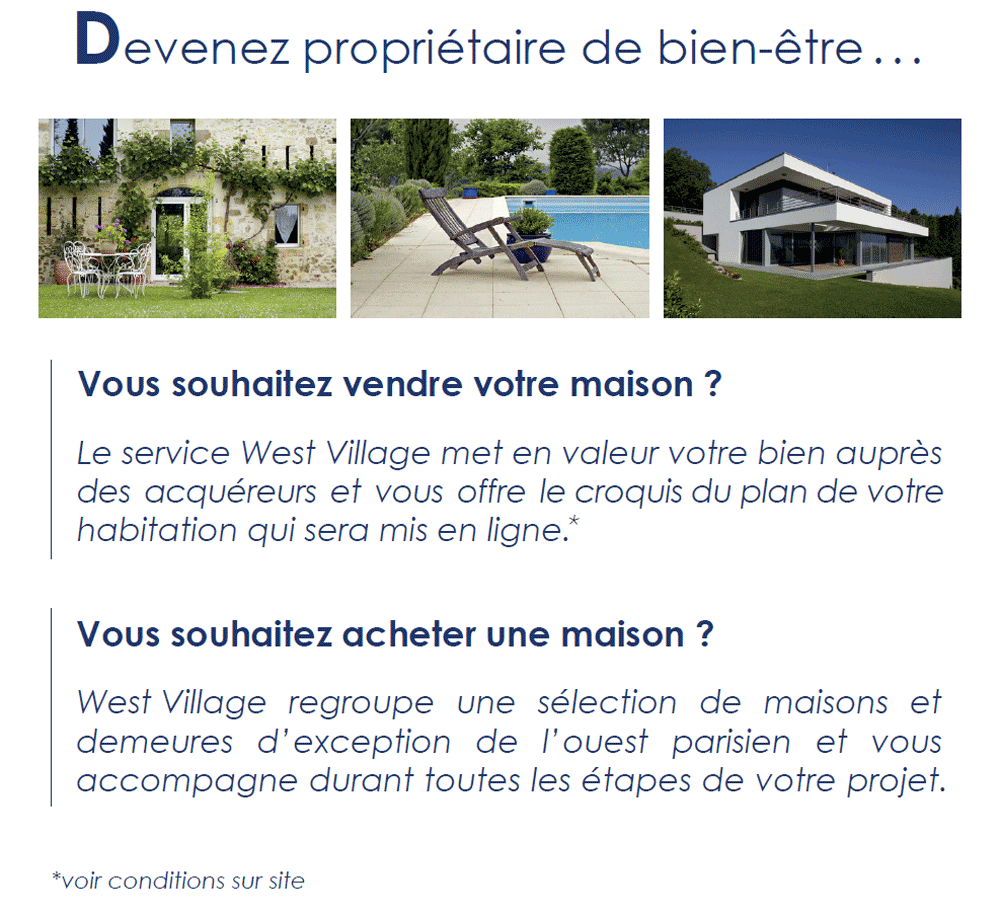 Devenez propriétaire de bien-être...
Vous souhaitez vendre votre maison ?
Le service West Village met en valeur votre bien auprès
des acquéreurs et vous offre le croquis du plan de votre
habitation qui sera mis en ligne.*
Vous souhaitez acheter une maison ?
West Village regroupe une sélection de maisons et
demeures d’exception de l’ouest parisien et vous
accompagne durant toutes les étapes de votre projet.
*voir conditions sur site